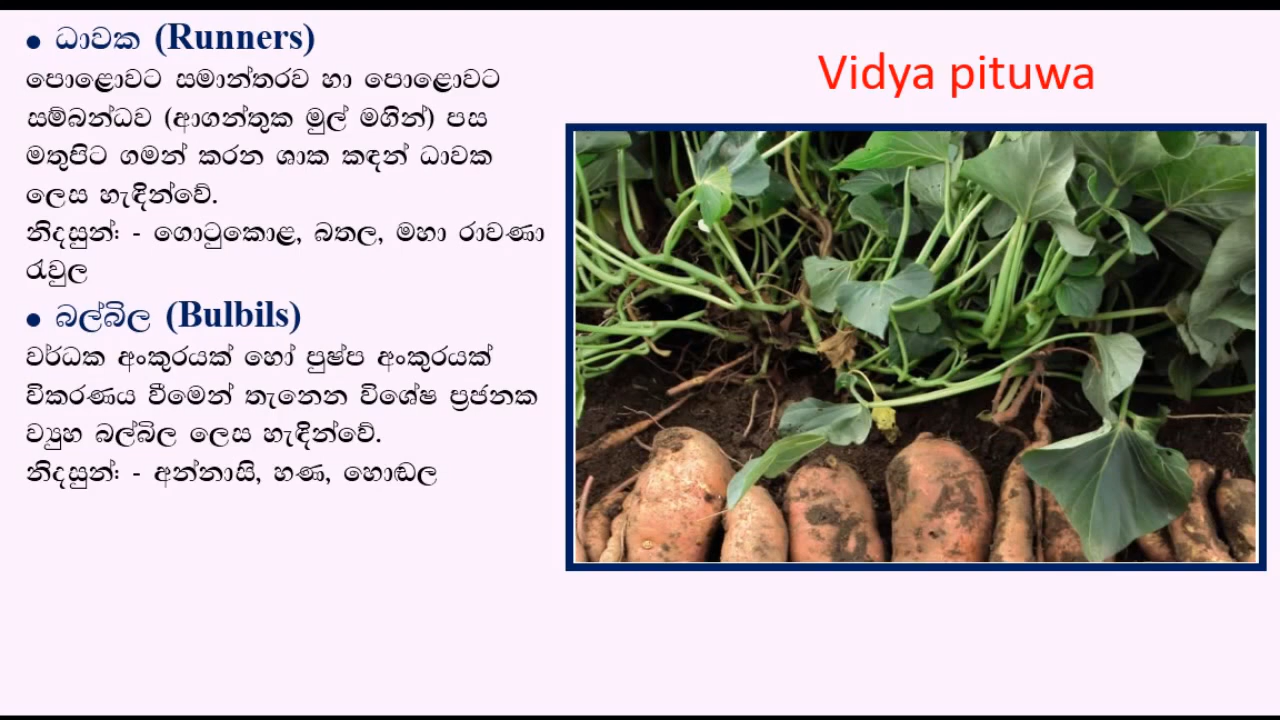 • ධාවක (Runners)
පොළොවට සමාන්තරව හා පොළොවට
සම්බන්ධව (ආගන්තුක මුල් මගින්) පස
මතුපිට ගමන් කරන ශාක කඳන් ධාවක
ලෙස හැඳින්වේ.
නිදසුන්: - ගොටුකොළ, බතල, මහා රාවණා
රැවුල
• බල්බිල (Bulbils)
වර්ධක අංකුරයක් හෝ පුෂ්ප අංකුරයක්
විකරණය වීමෙන් තැනෙන විශේෂ ප්‍රජනක
ව්‍යුහ බල්බිල ලෙස හැඳින්වේ.
නිදසුන්: - අන්නාසි, හණ, හොඬල
Vidya pituwa